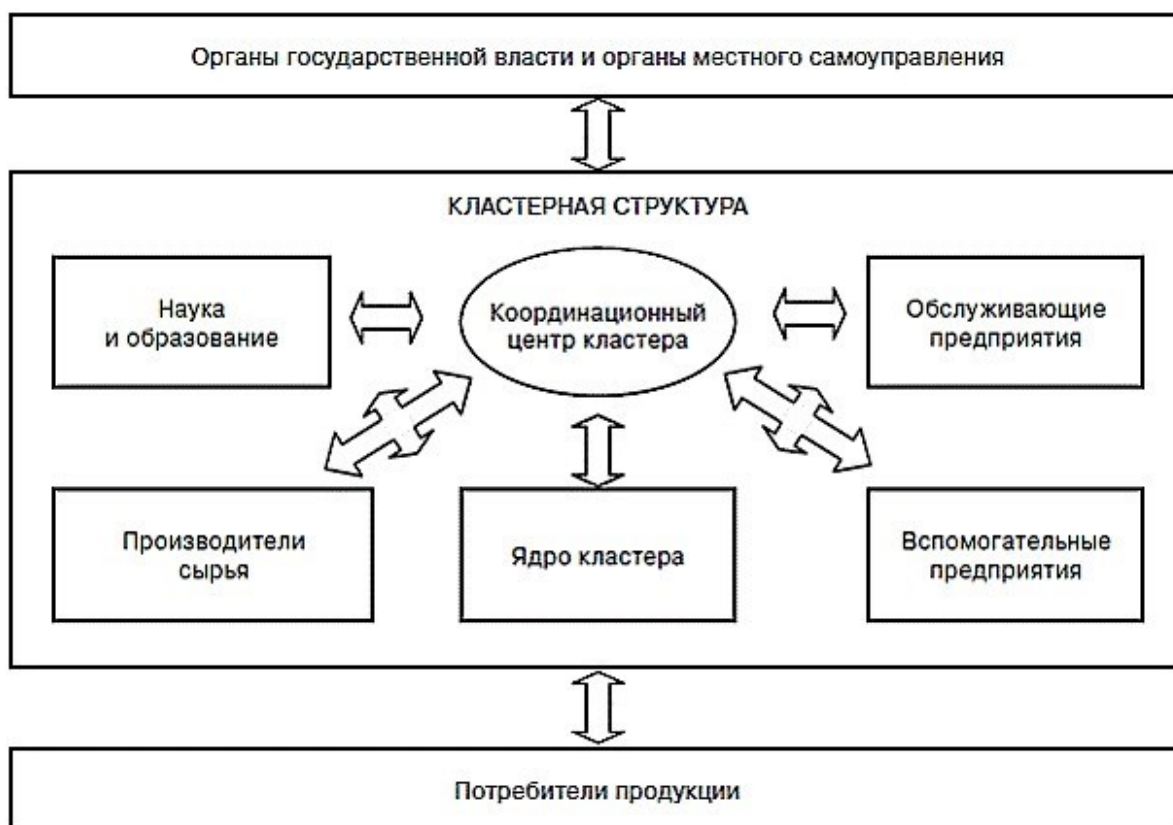 Органы государственной власти и органы местного самоуправления
КЛАСТЕРНАЯ СТРУКТУРА
Наука
и образование
Координационный
центр кластера
Обслуживающие
предприятия
Производители
сырья
Ядро кластера
Вспомогательные
предприятия
Потребители продукции